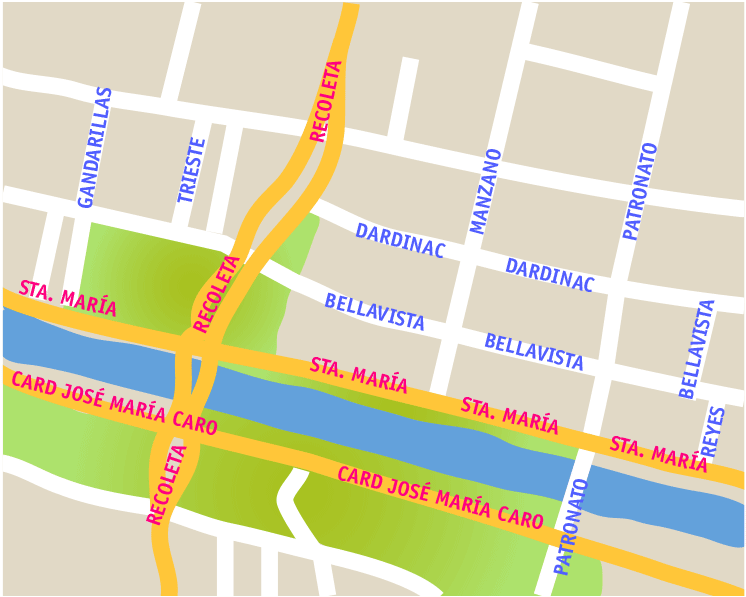 RECOLETA
GANDARILLAS
TRIESTE
MANZANO
PATRONATO
DARDINAC
DARDINAC
RECOLETA
STA. MARÍA
BELLAVISTA
BELLAVISTA
BELLAVISTA
STA. MARÍA
CARD JOSÉ MARÍA CARO
STA. MARÍA
REYES
STA. MARÍA
RECOLETA
CARD JOSÉ MARÍA CARO
PATRONATO